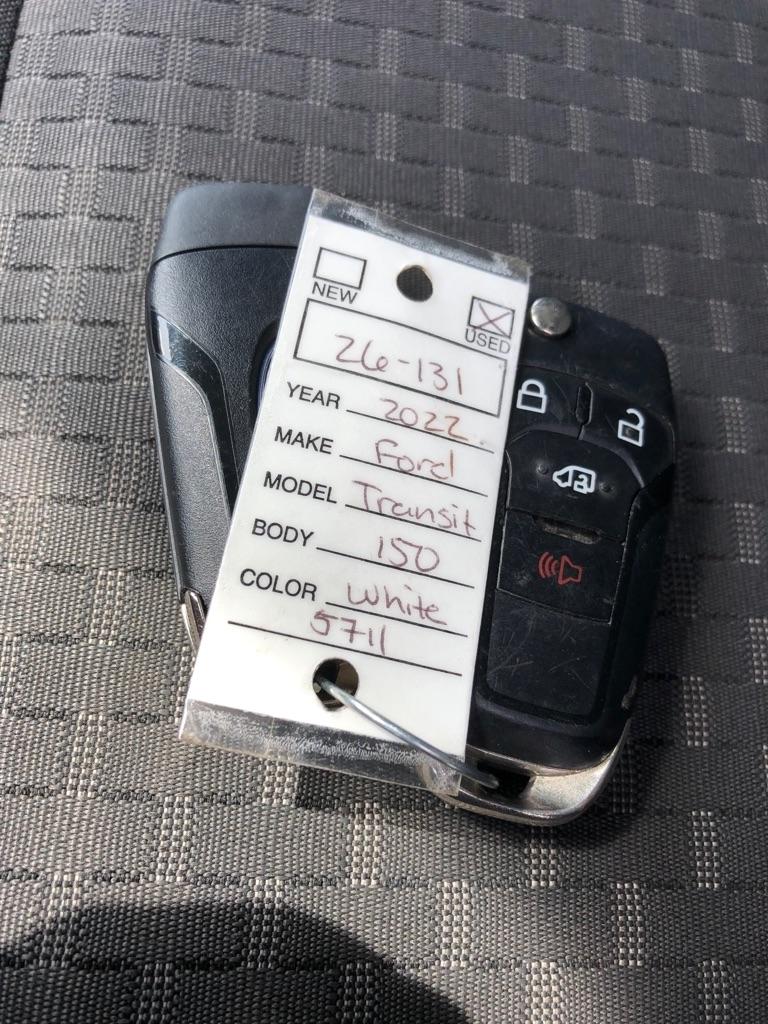 NEW
USED
26-131
YEAR 2022
MAKE Ford
MODEL Transit
BODY 150
COLOR White
5711